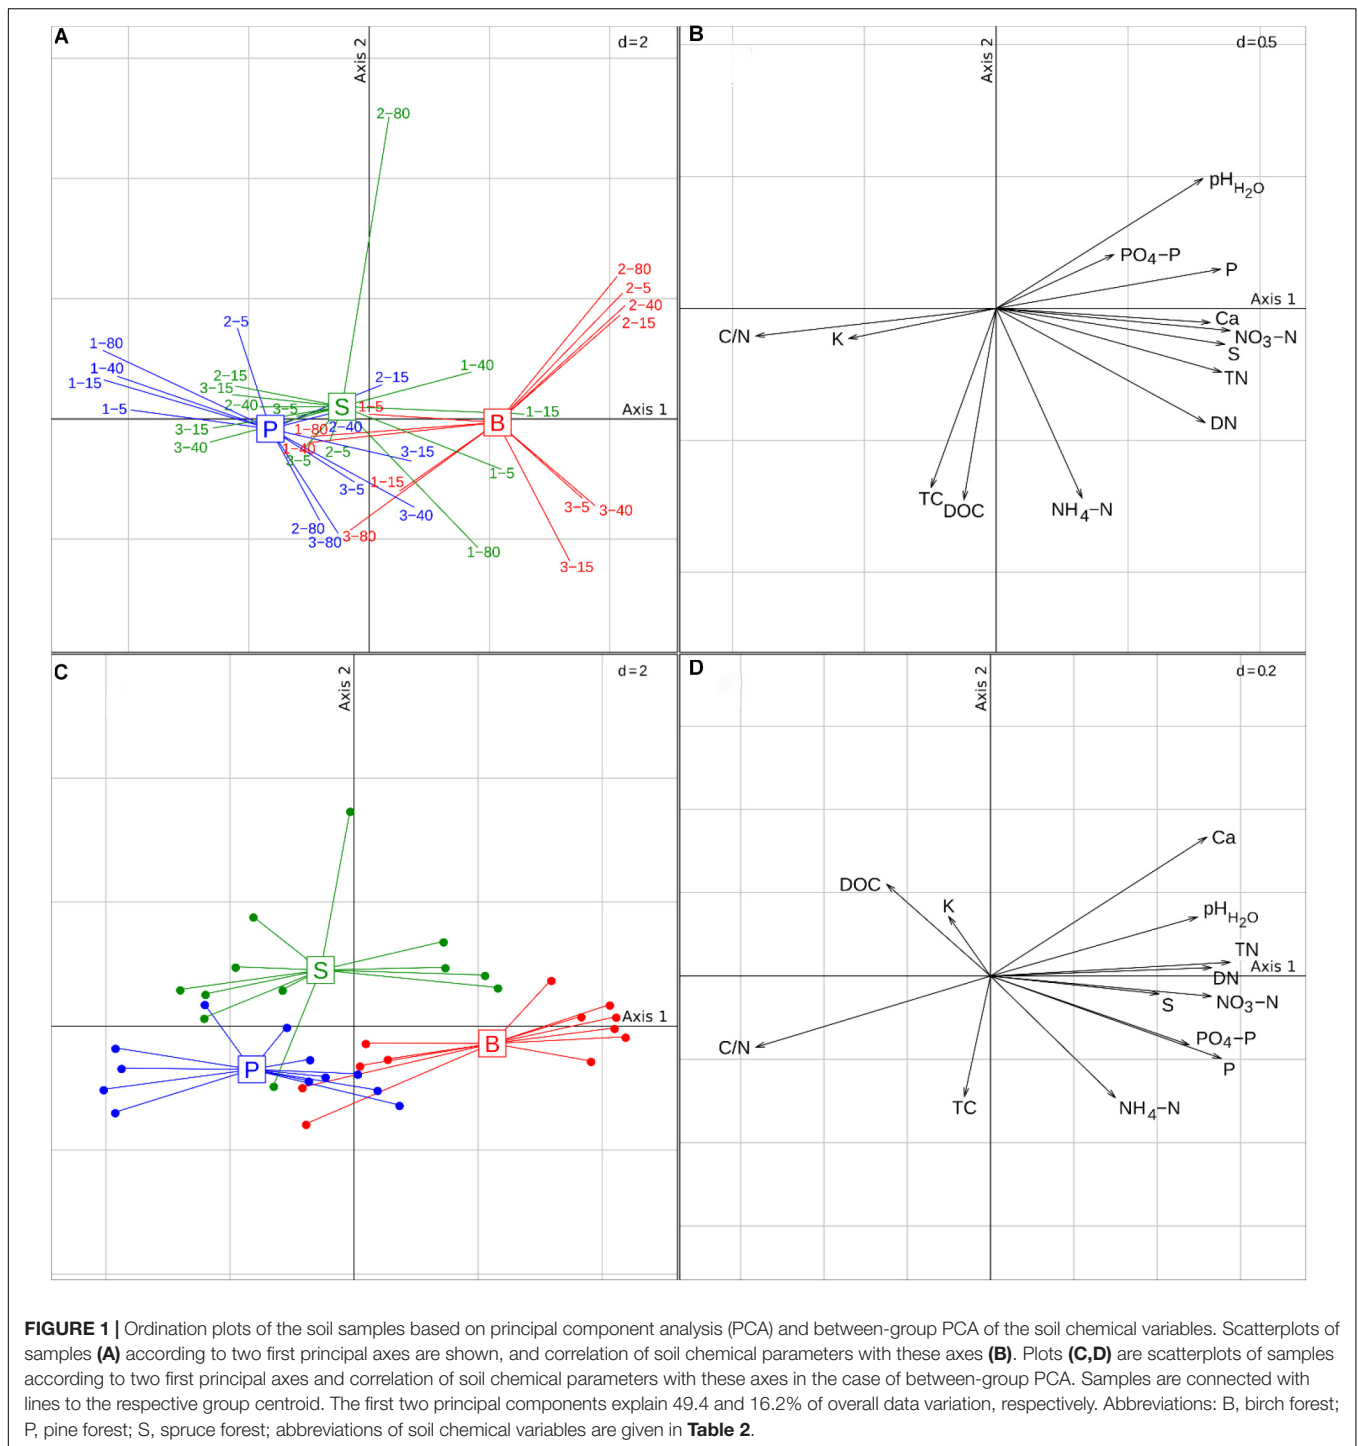 A
Axis 2
d=2
2−80
2−80
2−5
2−40
2−15
2−5
1−80
1−40
1−15
1−5
2−15
3−15
2−40
3−5
S
2−15
1−40
1−5
1−15
Axis 1
3−15
3−40
P
1−80
2−40
B
1−40
3−5
2−5
3−15
1−5
3−5
1−15
3−40
3−5
3−40
2−80
3−80
3−80
1−80
3−15
B
Axis 2
d=0.5
pHH2O
PO4−P
P
Axis 1
Ca
NO3−N
S
TN
DN
C/N
K
TC
DOC
NH4−N
C
Axis 2
d=2
S
Axis 1
P
B
D
Axis 2
d=0.2
Ca
DOC
K
pHH2O
TN
Axis 1
DN
NO3−N
S
PO4−P
P
C/N
TC
NH4−N
FIGURE 1 | Ordination plots of the soil samples based on principal component analysis (PCA) and between-group PCA of the soil chemical variables. Scatterplots of
samples (A) according to two first principal axes are shown, and correlation of soil chemical parameters with these axes (B). Plots (C,D) are scatterplots of samples
according to two first principal axes and correlation of soil chemical parameters with these axes in the case of between-group PCA. Samples are connected with
lines to the respective group centroid. The first two principal components explain 49.4 and 16.2% of overall data variation, respectively. Abbreviations: B, birch forest;
P, pine forest; S, spruce forest; abbreviations of soil chemical variables are given in Table 2.